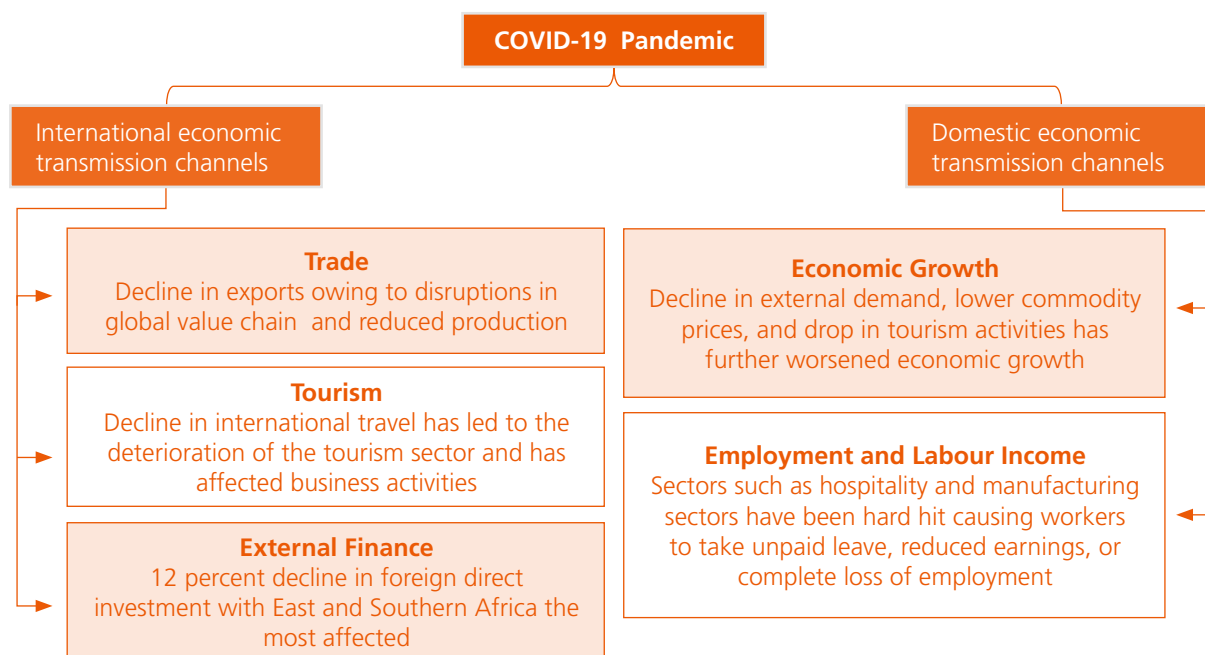 COVID-19 Pandemic
International economic
transmission channels
Trade
Decline in exports owing to disruptions in
global value chain and reduced production
Tourism
Decline in international travel has led to the
deterioration of the tourism sector and has
affected business activities
External Finance
12 percent decline in foreign direct
investment with East and Southern Africa the
most affected
Domestic economic
transmission channels
Economic Growth
Decline in external demand, lower commodity
prices, and drop in tourism activities has
further worsened economic growth
Employment and Labour Income
Sectors such as hospitality and manufacturing
sectors have been hard hit causing workers
to take unpaid leave, reduced earnings, or
complete loss of employment